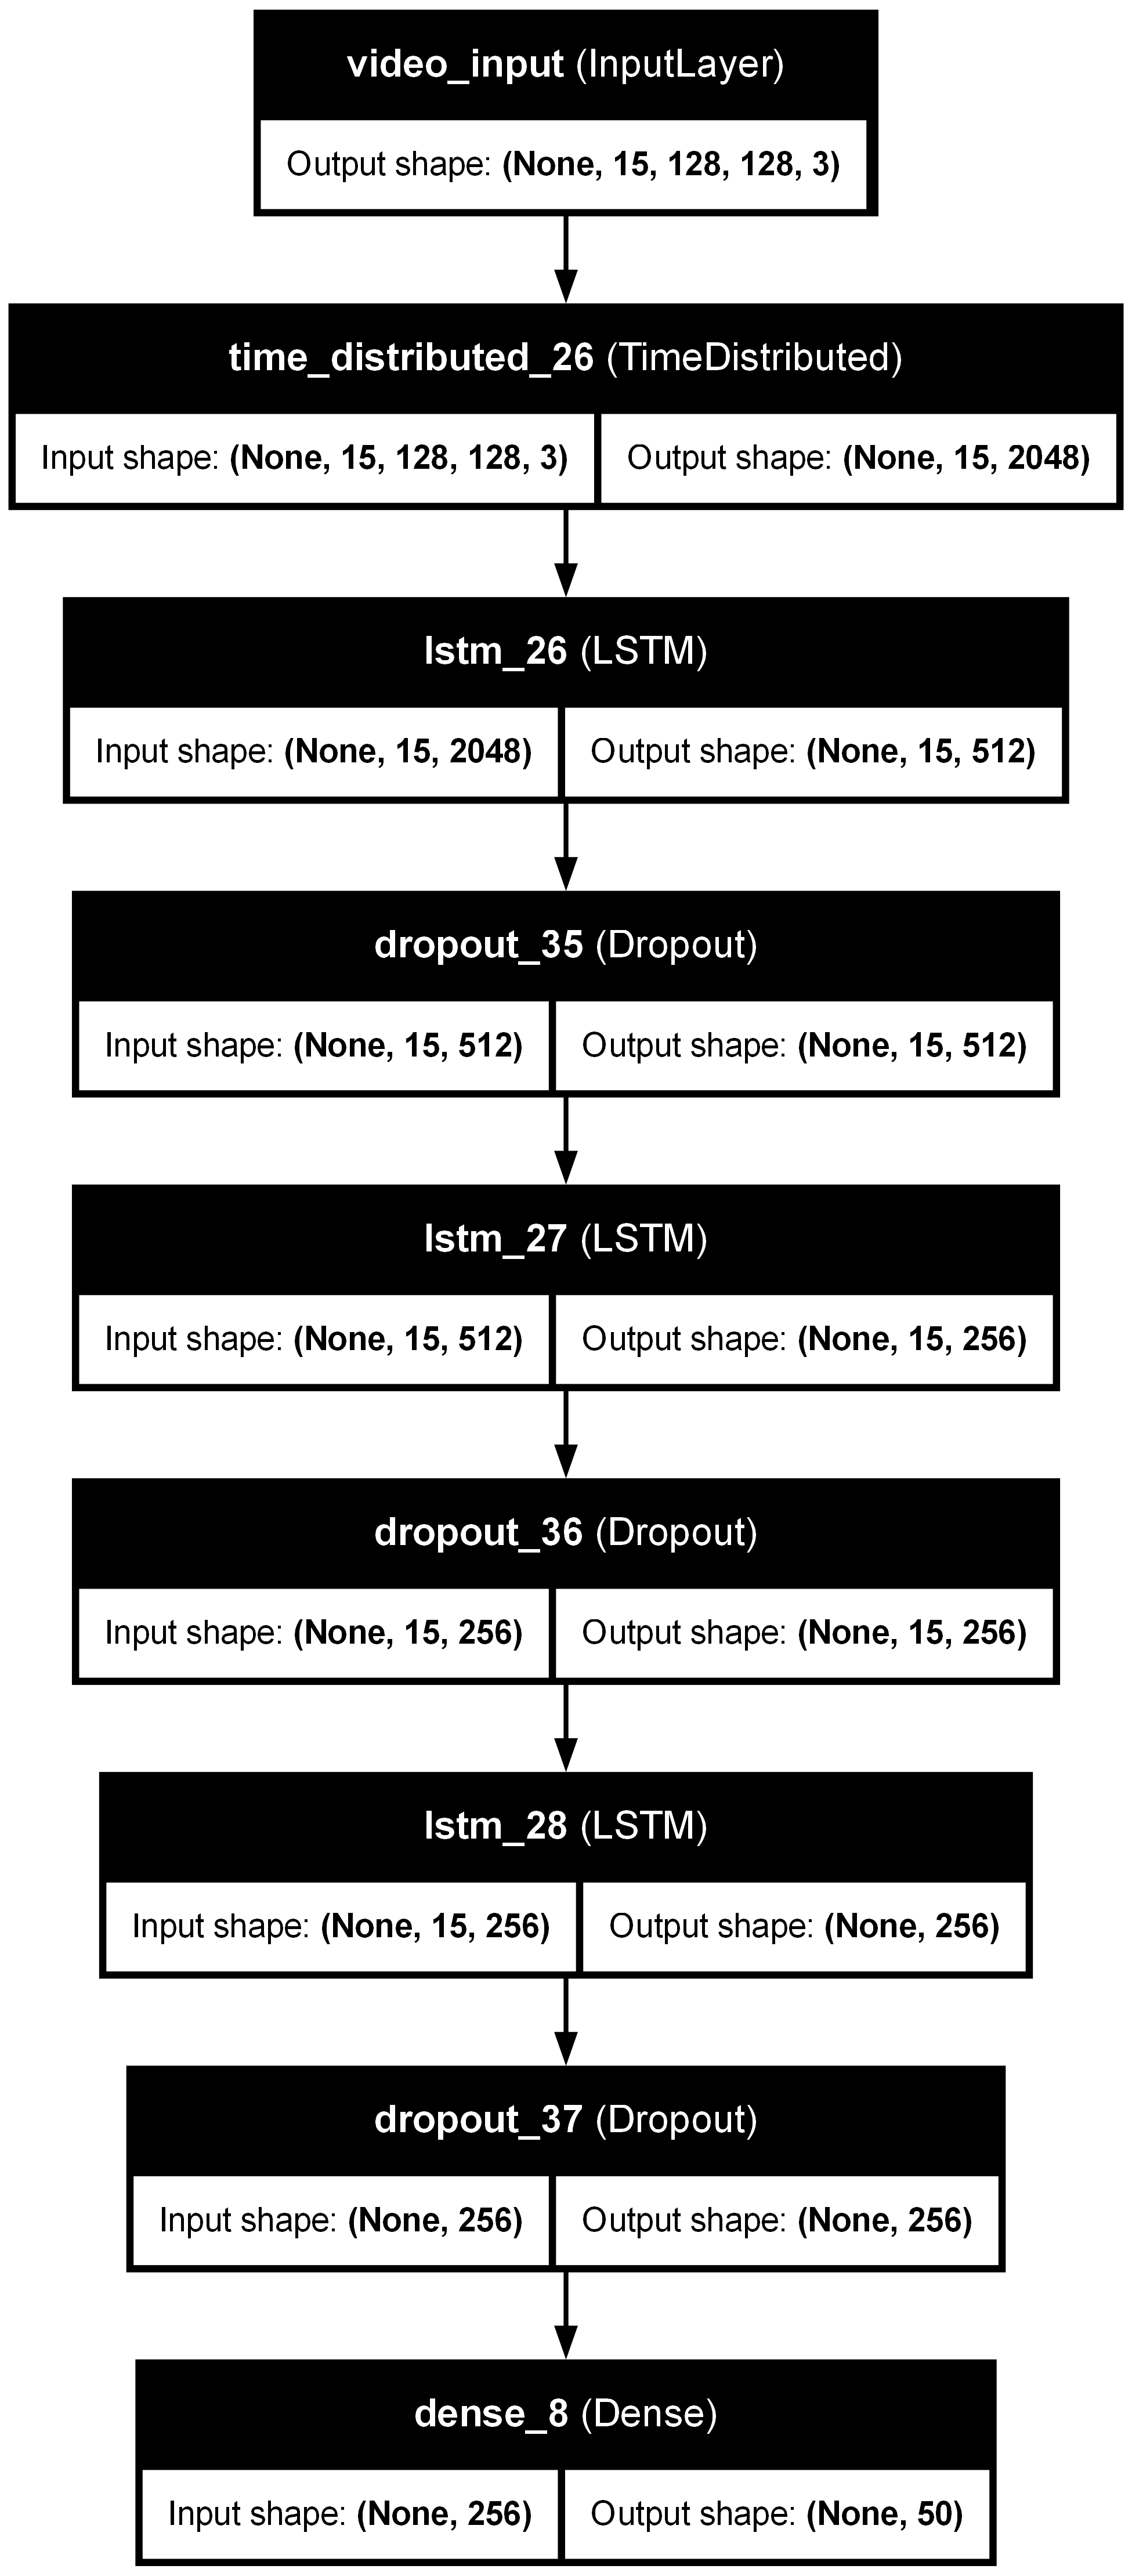 video_input (InputLayer)
Output shape: (None, 15, 128, 128, 3)
time_distributed_26 (TimeDistributed)
Input shape: (None, 15, 128, 128, 3) Output shape: (None, 15, 2048)
lstm_26 (LSTM)
Input shape: (None, 15, 2048) Output shape: (None, 15, 512)
dropout_35 (Dropout)
Input shape: (None, 15, 512) Output shape: (None, 15, 512)
lstm_27 (LSTM)
Input shape: (None, 15, 512) Output shape: (None, 15, 256)
dropout_36 (Dropout)
Input shape: (None, 15, 256) Output shape: (None, 15, 256)
lstm_28 (LSTM)
Input shape: (None, 15, 256) Output shape: (None, 256)
dropout_37 (Dropout)
Input shape: (None, 256) Output shape: (None, 256)
dense_8 (Dense)
Input shape: (None, 256) Output shape: (None, 50)